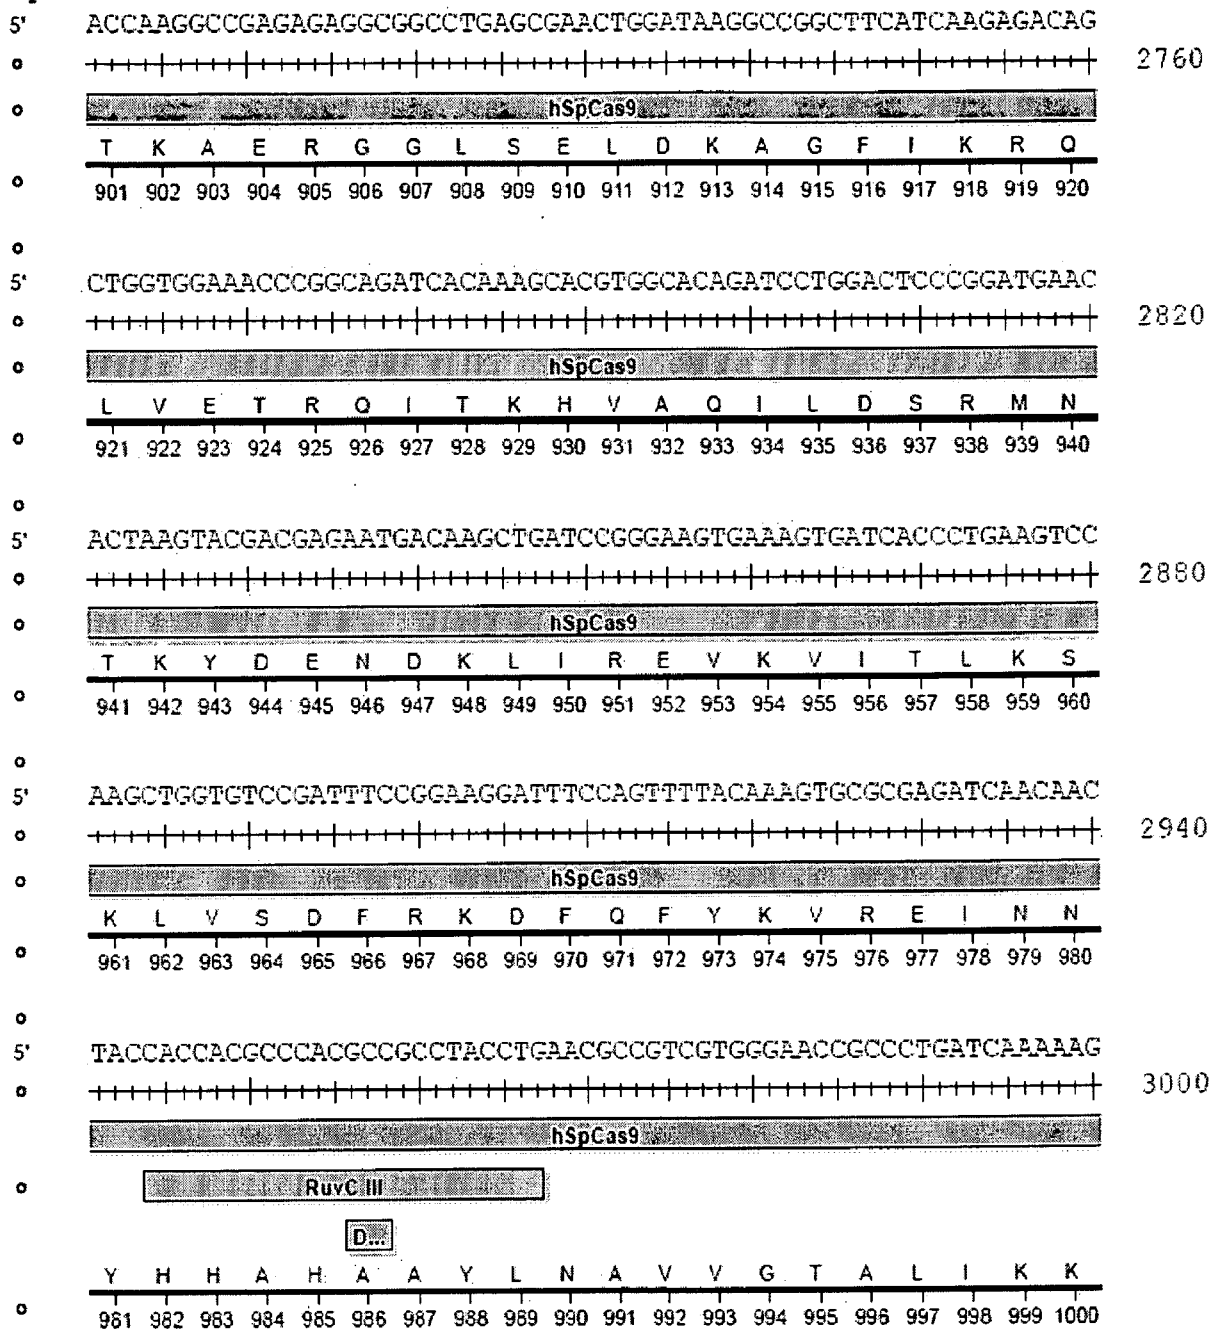 5' ACCAAGGCCGAGAGAGGCGGCCTGAGCGAACTGGATAAGGCCGGCTTCATCAAGAGACAG
2760
hSpCas9
T K A E R G G L S E L D K A G F I K R Q
901 902 903 904 905 906 907 908 909 910 911 912 913 914 915 916 917 918 919 920
5' CTGGTGGAAACCCGGCAGATCACAAAGCACGTGGCACAGATCCTGGACTCCCGGATGAAC
2820
hSpCas9
L V E T R Q I T K H V A Q I L D S R M N
921 922 923 924 925 926 927 928 929 930 931 932 933 934 935 936 937 938 939 940
5' ACTAAGTACGACGAGAATGACAAGCTGATCCGGGAAGTGAAAGTGATCACCCTGAAGTCC
2880
hSpCas9
T K Y D E N D K L I R E V K V I T L K S
941 942 943 944 945 946 947 948 949 950 951 952 953 954 955 956 957 958 959 960
5' AAGCTGGTGTCCGATTTCCGGAAGGATTTCCAGTTTTACAAAGTGCGCGAGATCAACAAC
2940
hSpCas9
K L V S D F R K D F Q F Y K V R E I N N
961 962 963 964 965 966 967 968 969 970 971 972 973 974 975 976 977 978 979 980
5' TACCACCACGCCCACGCCGCCTACCTGAACGCCGTCGTGGGAACCGCCCTGATCAAAAAG
3000
hSpCas9
RuvC III
D...
Y H H A H A A Y L N A V V G T A L I K K
981 982 983 984 985 986 987 988 989 990 991 992 993 994 995 996 997 998 999 1000